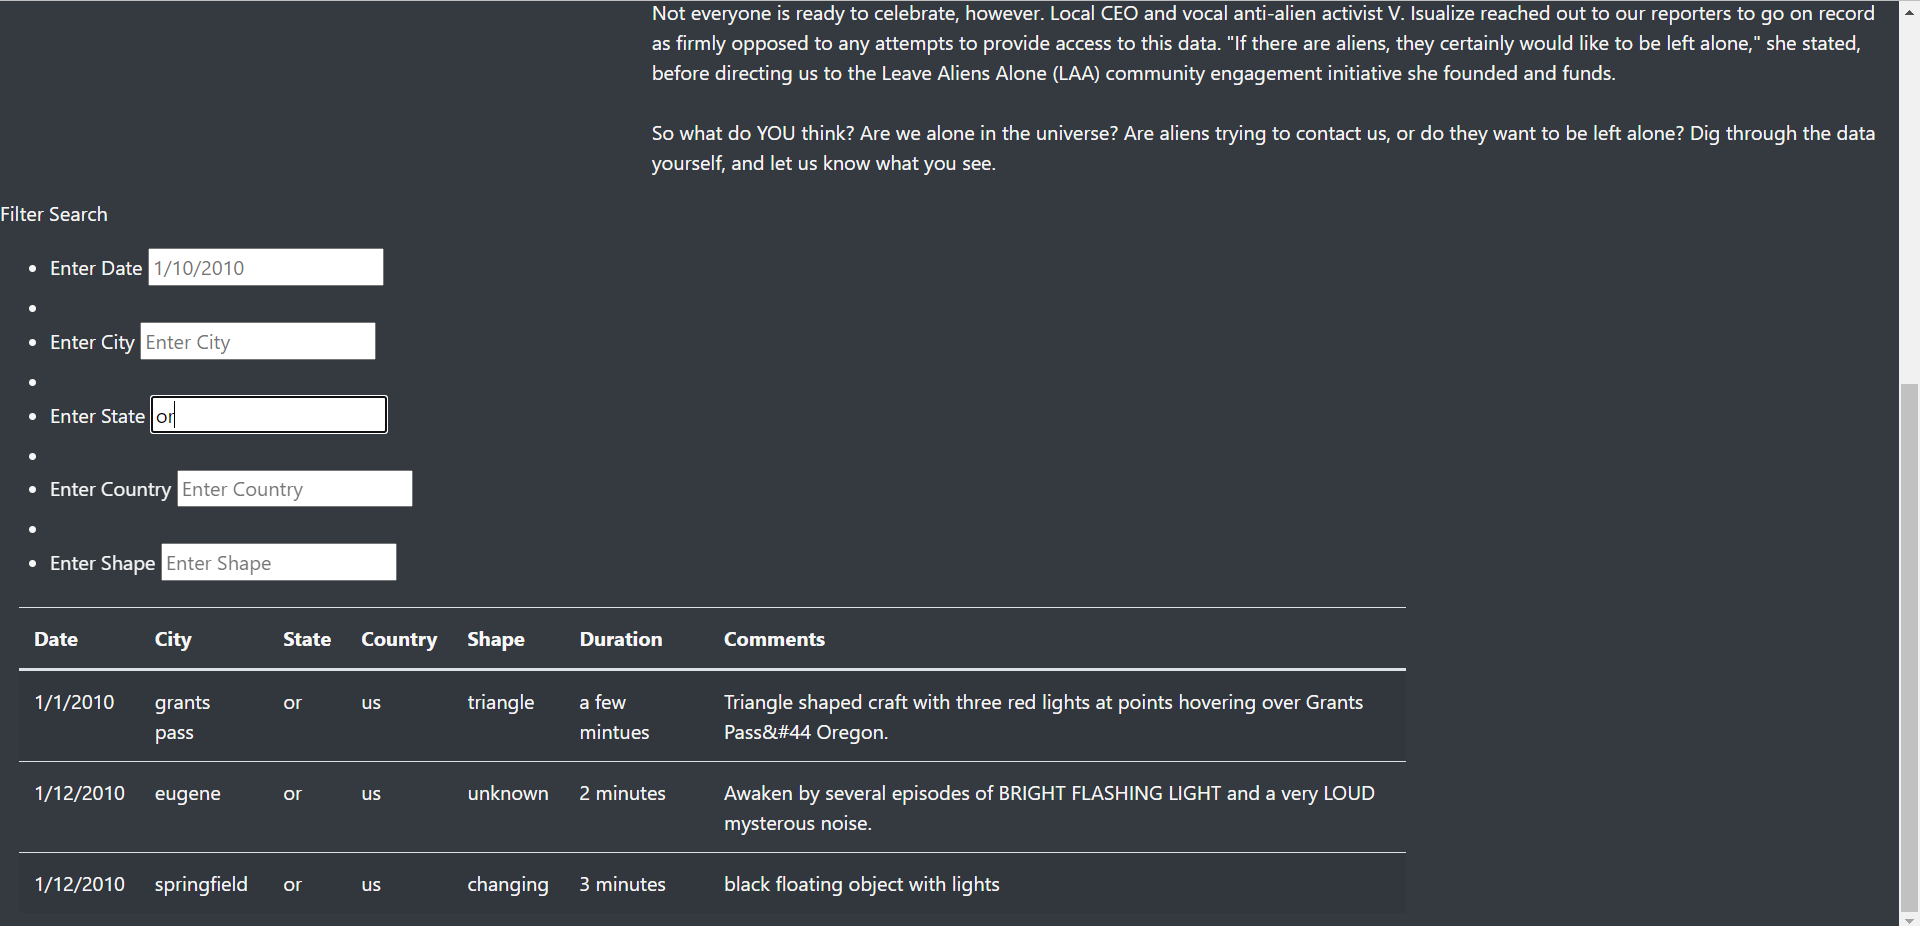 Not everyone is ready to celebrate, however. Local CEO and vocal anti-alien activist V. Isualize reached out to our reporters to go on record
as firmly opposed to any attempts to provide access to this data. "If there are aliens, they certainly would like to be left alone," she stated,
before directing us to the Leave Aliens Alone (LAA) community engagement initiative she founded and funds.
So what do YOU think? Are we alone in the universe? Are aliens trying to contact us, or do they want to be left alone? Dig through the data
yourself, and let us know what you see.
Filter Search
Enter Date 1/10/2010
Enter City Enter City
Enter State or
Enter Country Enter Country
Enter Shape Enter Shape
Date City State Country Shape Duration Comments
1/1/2010 grants or us triangle a few Triangle shaped craft with three red lights at points hovering over Grants
pass mintues Pass&#44 Oregon.
1/12/2010 eugene or us unknown 2 minutes Awaken by several episodes of BRIGHT FLASHING LIGHT and a very LOUD
mysterous noise.
1/12/2010 springfield or us changing 3 minutes black floating object with lights